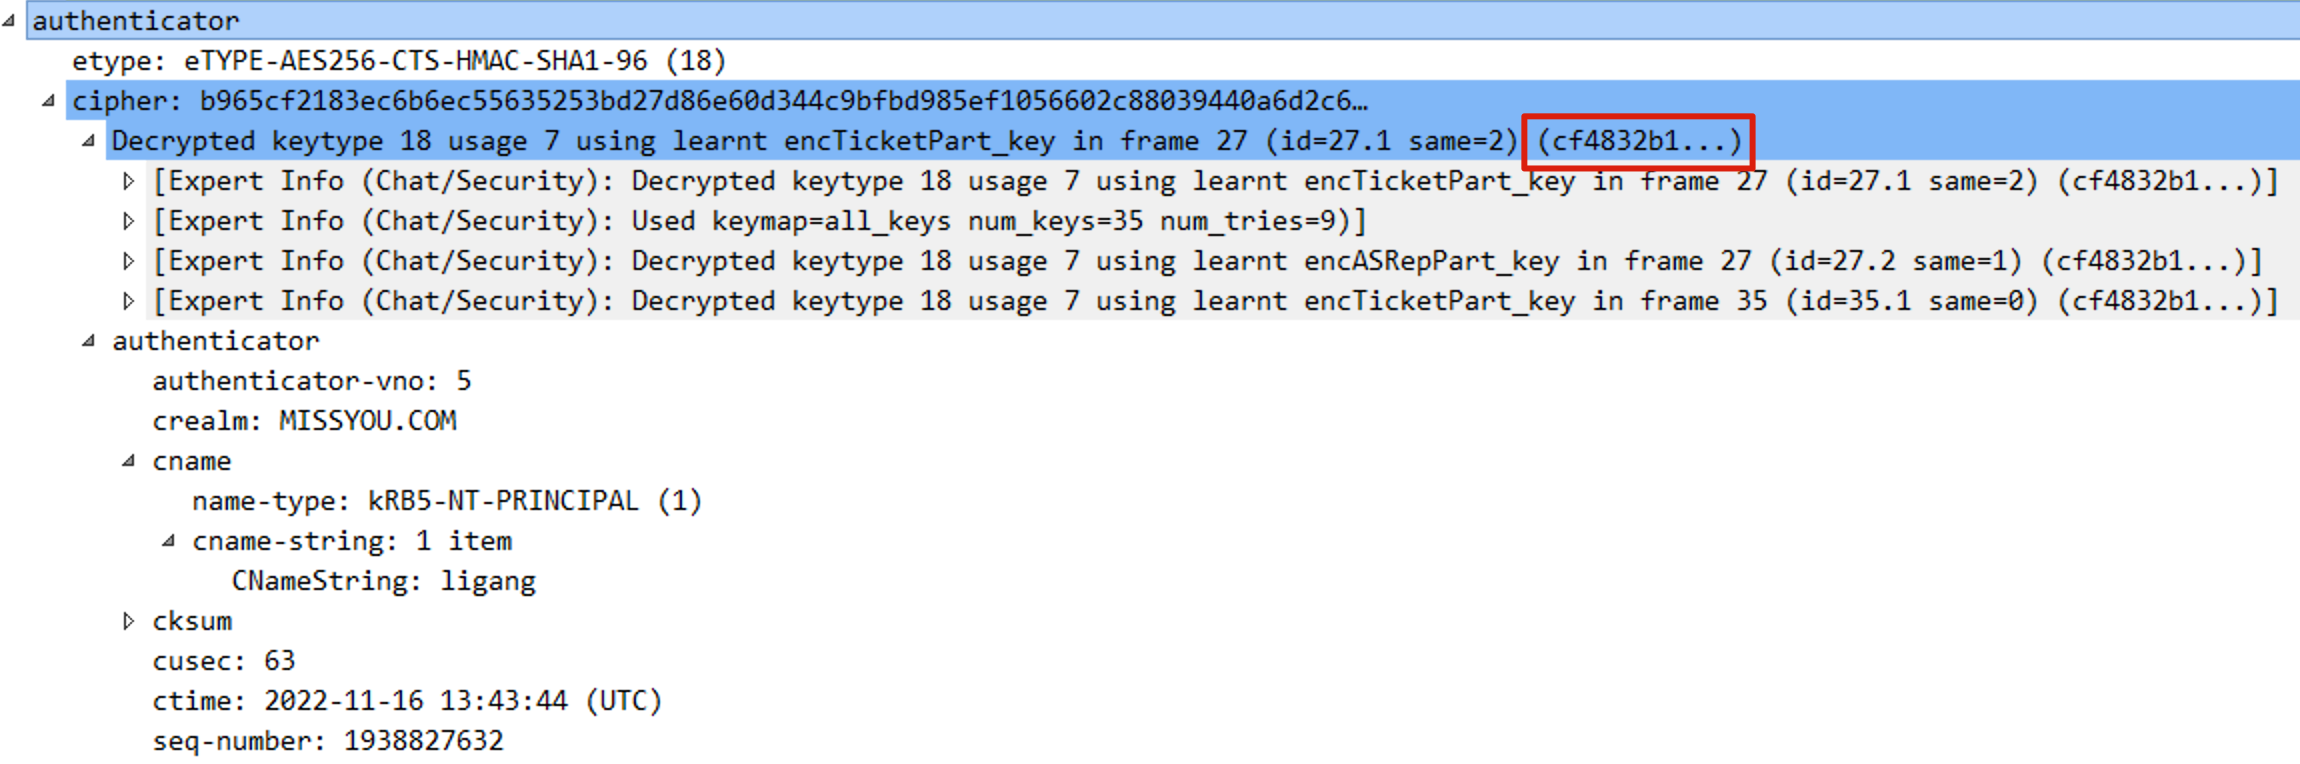 authenticator
etype: eTYPE-AES256-CTS-HMAC-SHA1-96 (18)
cipher: b965cf2183ec6b6ec55635253bd27d86e60d344c9bfbd985ef1056602c88039440a6d2c6…
Decrypted keytype 18 usage 7 using learnt encTicketPart_key in frame 27 (id=27.1 same=2) (cf4832b1...)
[Expert Info (Chat/Security): Decrypted keytype 18 usage 7 using learnt encTicketPart_key in frame 27 (id=27.1 same=2) (cf4832b1...)]
[Expert Info (Chat/Security): Used keymap=all_keys num_keys=35 num_tries=9)]
[Expert Info (Chat/Security): Decrypted keytype 18 usage 7 using learnt encASRepPart_key in frame 27 (id=27.2 same=1) (cf4832b1...)]
[Expert Info (Chat/Security): Decrypted keytype 18 usage 7 using learnt encTicketPart_key in frame 35 (id=35.1 same=0) (cf4832b1...)]
authenticator
authenticator-vno: 5
crealm: MISSYOU.COM
cname
name-type: kRB5-NT-PRINCIPAL (1)
cname-string: 1 item
CNameString: ligang
cksum
cusec: 63
ctime: 2022-11-16 13:43:44 (UTC)
seq-number: 1938827632